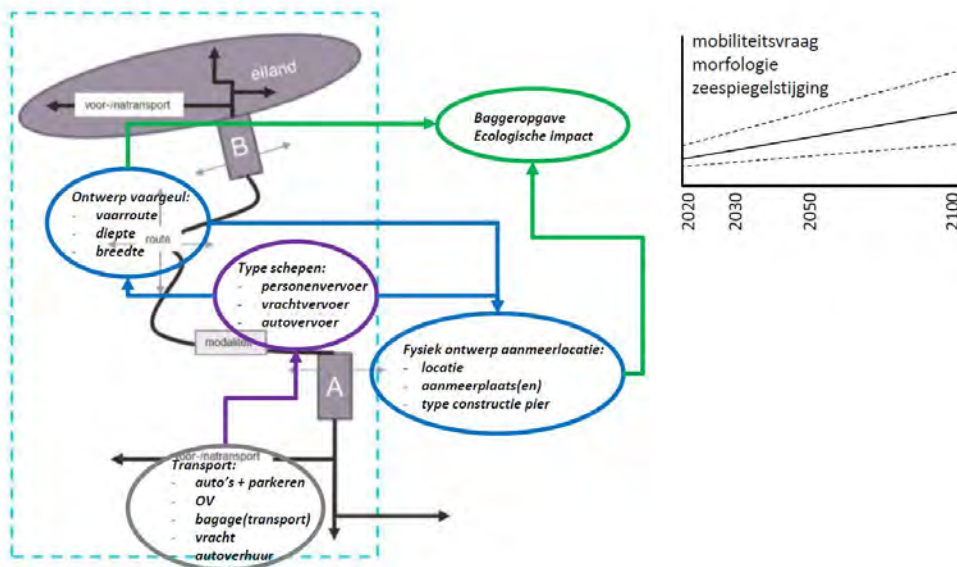 eiland
voor-/natransport
B
Baggeropgave
Ecologische impact
mobiliteitsvraag
morfologie
zeespiegelstijging
2020
2030
2050
2100
Ontwerp vaargeul:
- vaarroute
- diepte
- breedte
route
Type schepen:
- personenvervoer
- vrachtvervoer
- autovervoer
modaliteit
A
Fysiek ontwerp aanmeerlocatie:
- locatie
- aanmeerplaats(en)
- type constructie pier
voor-/natransport
Transport:
- auto's + parkeren
- OV
- bagage(transport)
- vracht
- autoverhuur